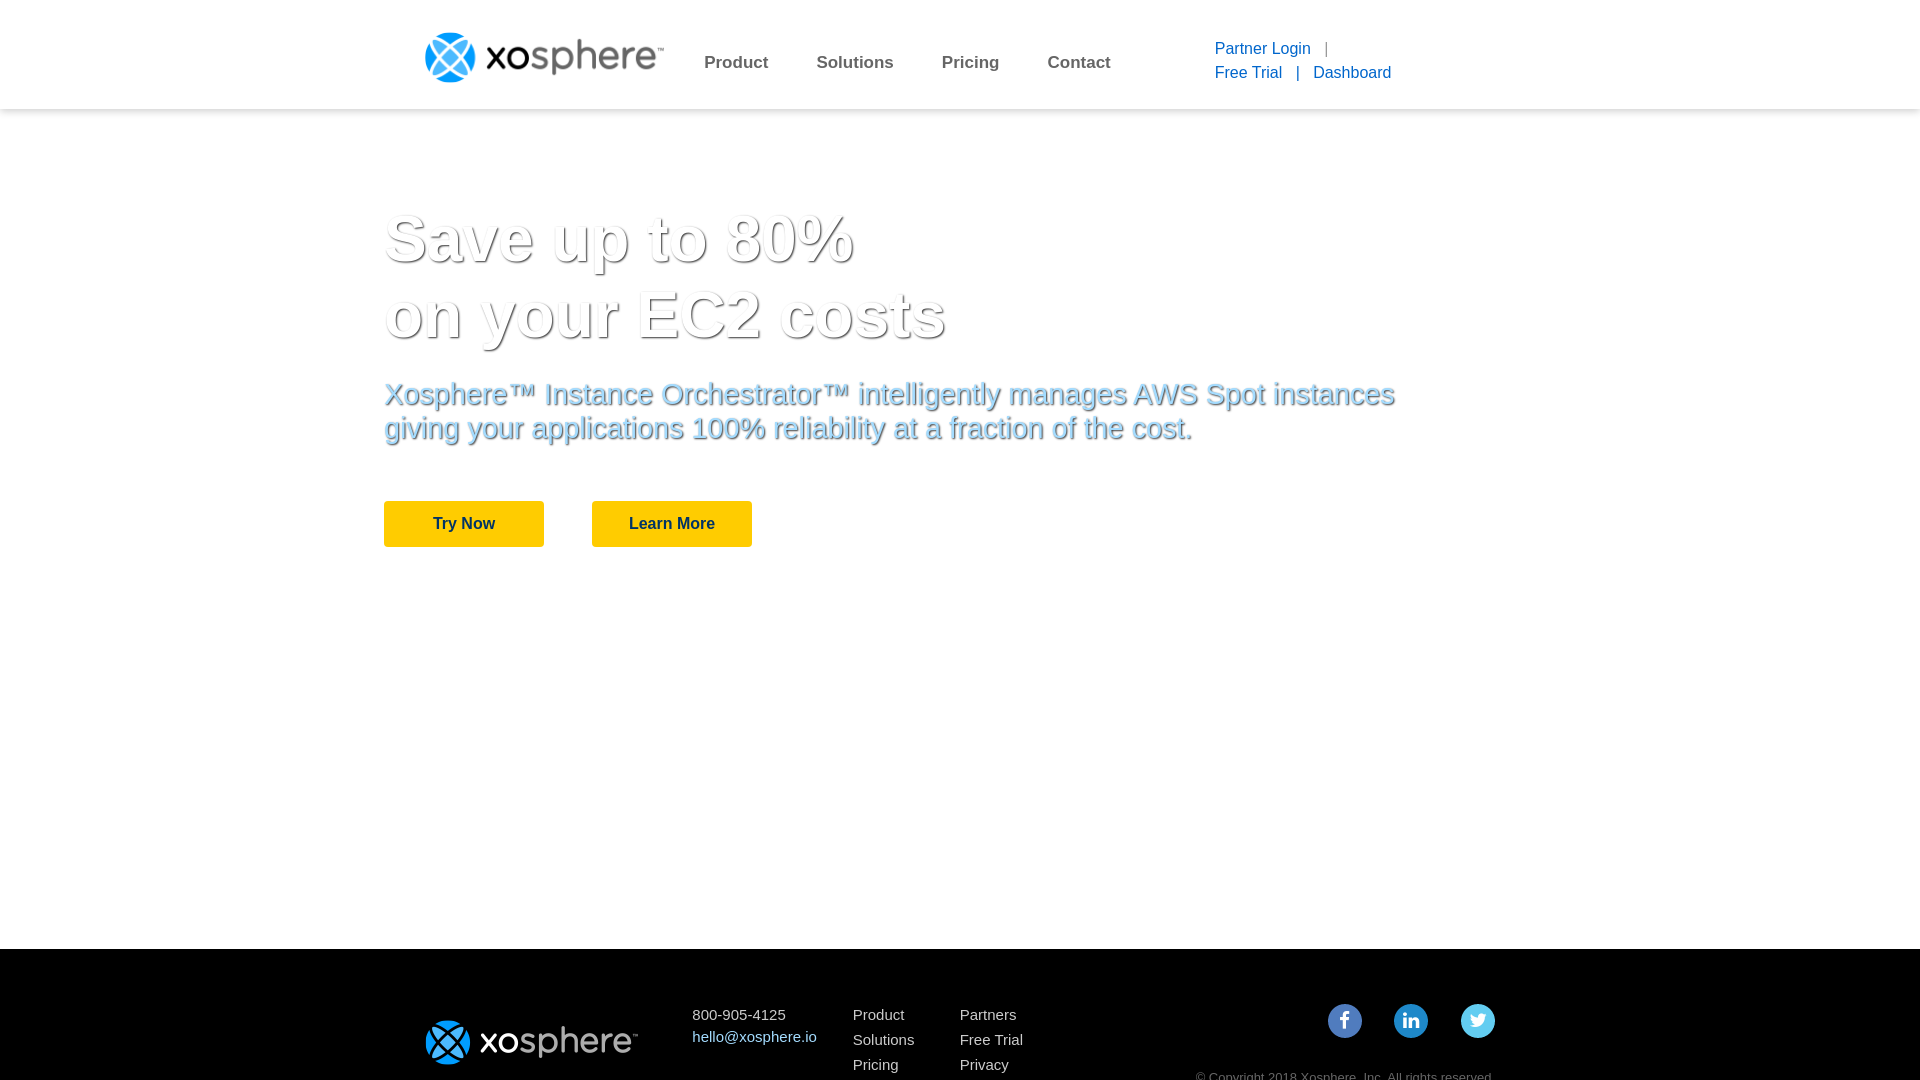 xosphere™
Product Solutions Pricing Contact
Partner Login |
Free Trial | Dashboard
Save up to 80%
on your EC2 costs
Xosphere™ Instance Orchestrator™ intelligently manages AWS Spot instances
giving your applications 100% reliability at a fraction of the cost.
Try Now Learn More
xosphere™
800-905-4125
hello@xosphere.io
Product
Solutions
Pricing
Partners
Free Trial
Privacy
© Copyright 2018 Xosphere, Inc. All rights reserved.